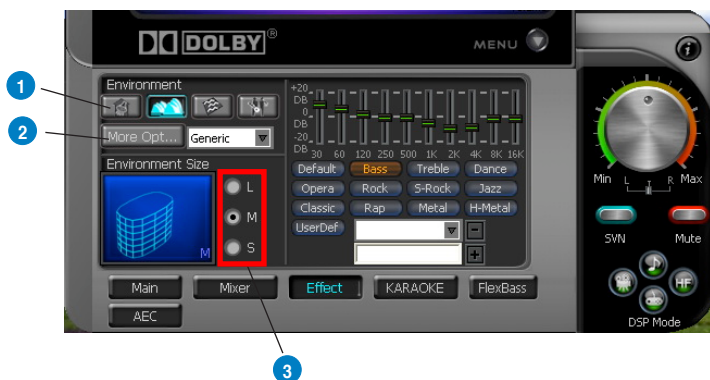 DOLBY®
MENU
i
Environment
1
2
More Opt...
Generic
Environment Size
L
M
S
M
+20
DB
0
DB
-20
DB
30 60 120 250 500 1K 2K 4K 8K 16K
Default Bass Treble Dance
Opera Rock S-Rock Jazz
Classic Rap Metal H-Metal
UserDef
-
+
Min L R Max
SVN Mute
HF
DSP Mode
Main Mixer Effect KARAOKE FlexBass
AEC
3